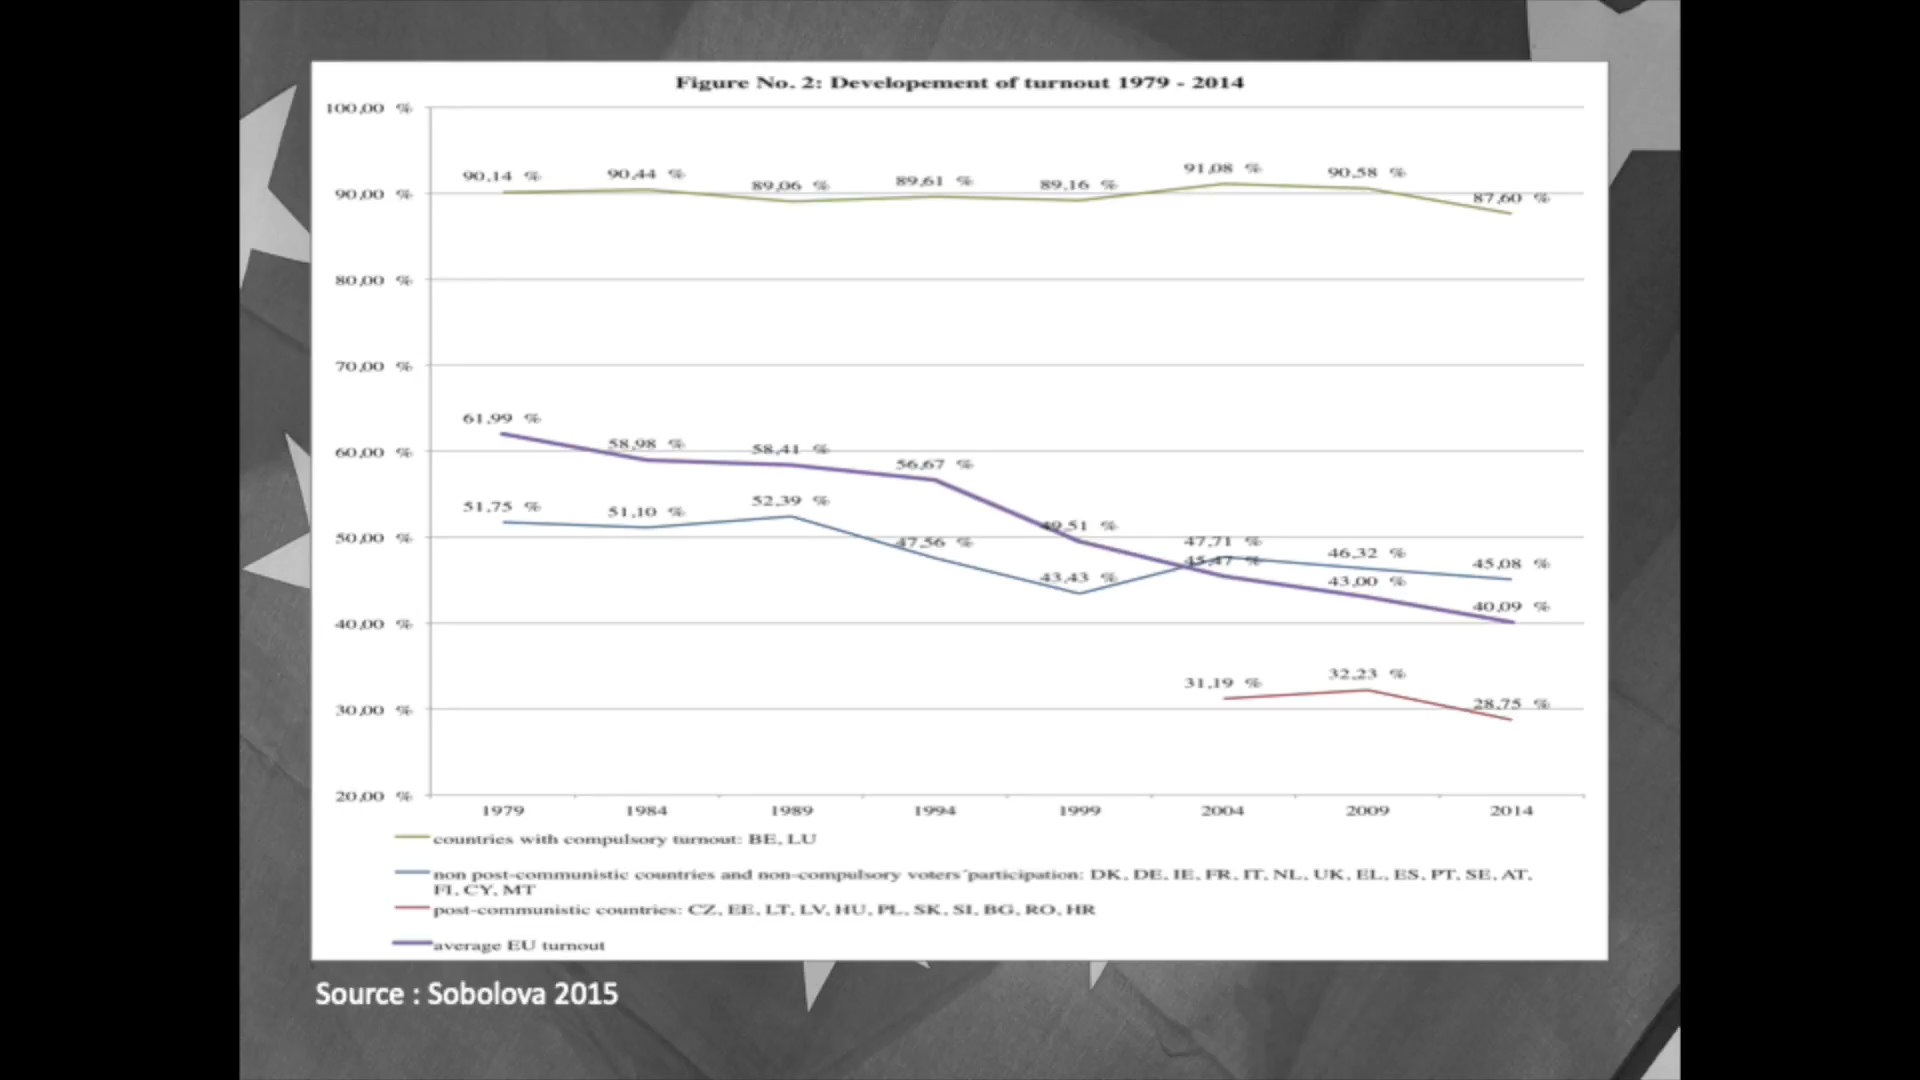 Figure No. 2: Developement of turnout 1979 - 2014
100,00 %
90,00 %
80,00 %
70,00 %
60,00 %
50,00 %
40,00 %
30,00 %
20,00 %
90,14 % 90,44 % 89,06 % 89,61 % 89,16 % 91,08 % 90,58 % 87,60 %
61,99 % 58,98 % 58,41 % 56,67 % 49,51 % 45,47 % 43,00 % 40,09 %
51,75 % 51,10 % 52,39 % 47,56 % 43,43 % 47,71 % 46,32 % 45,08 %
31,19 % 32,23 % 28,75 %
1979 1984 1989 1994 1999 2004 2009 2014
countries with compulsory turnout: BE, LU
non post-communistic countries and non-compulsory voters´participation: DK, DE, IE, FR, IT, NL, UK, EL, ES, PT, SE, AT,
FI, CY, MT
post-communistic countries: CZ, EE, LT, LV, HU, PL, SK, SI, BG, RO, HR
average EU turnout
Source : Sobolova 2015